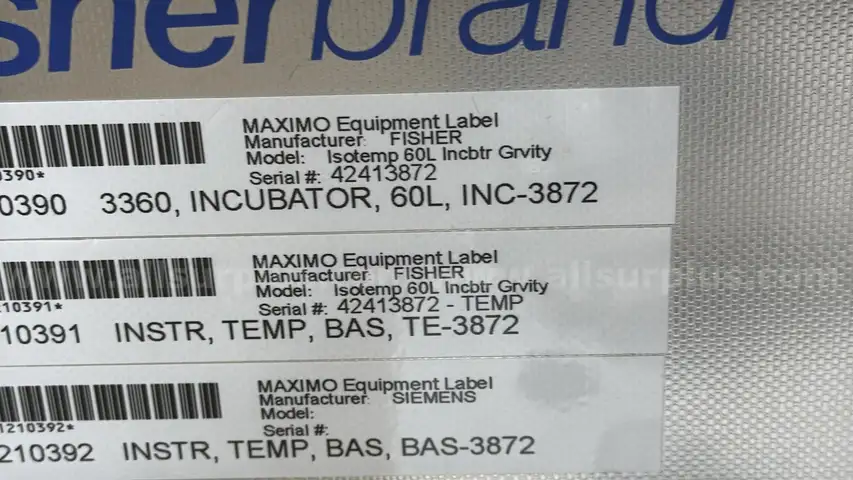 sherbrand
MAXIMO Equipment Label
Manufacturer: FISHER
Model: Isotemp 60L Incbtr Grvity
Serial #: 42413872
0390*
0390 3360, INCUBATOR, 60L, INC-3872
MAXIMO Equipment Label
Manufacturer: FISHER
Model: Isotemp 60L Incbtr Grvity
Serial #: 42413872 - TEMP
10391*
10391 INSTR, TEMP, BAS, TE-3872
MAXIMO Equipment Label
Manufacturer: SIEMENS
Model:
Serial #:
1210392*
210392 INSTR, TEMP, BAS, BAS-3872